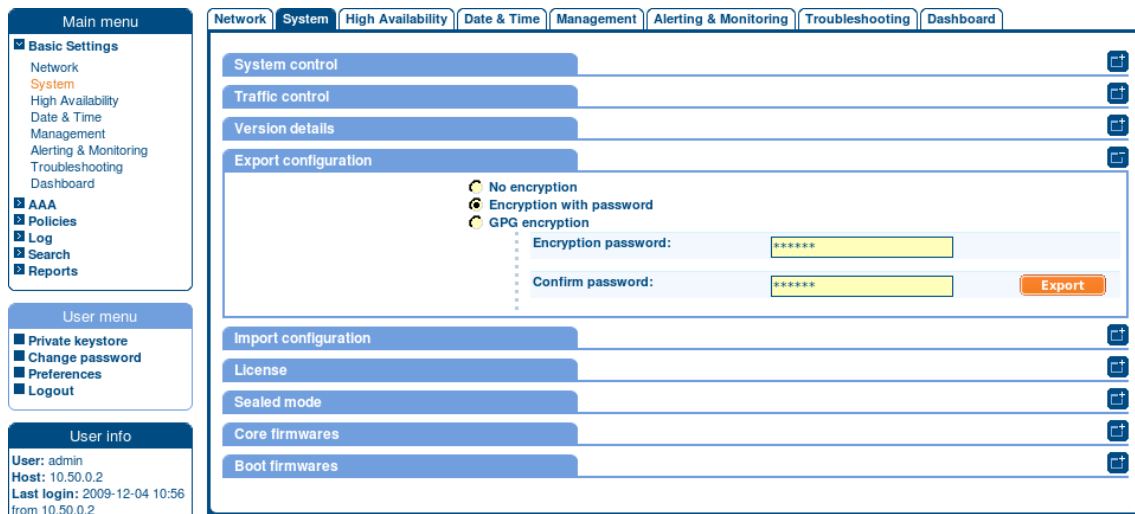 Main menu
Basic Settings
Network
System
High Availability
Date & Time
Management
Alerting & Monitoring
Troubleshooting
Dashboard
AAA
Policies
Log
Search
Reports
User menu
Private keystore
Change password
Preferences
Logout
User info
User: admin
Host: 10.50.0.2
Last login: 2009-12-04 10:56
from 10.50.0.2
Network System High Availability Date & Time Management Alerting & Monitoring Troubleshooting Dashboard
System control
Traffic control
Version details
Export configuration
No encryption
Encryption with password
GPG encryption
Encryption password: ******
Confirm password: ****** Export
Import configuration
License
Sealed mode
Core firmwares
Boot firmwares